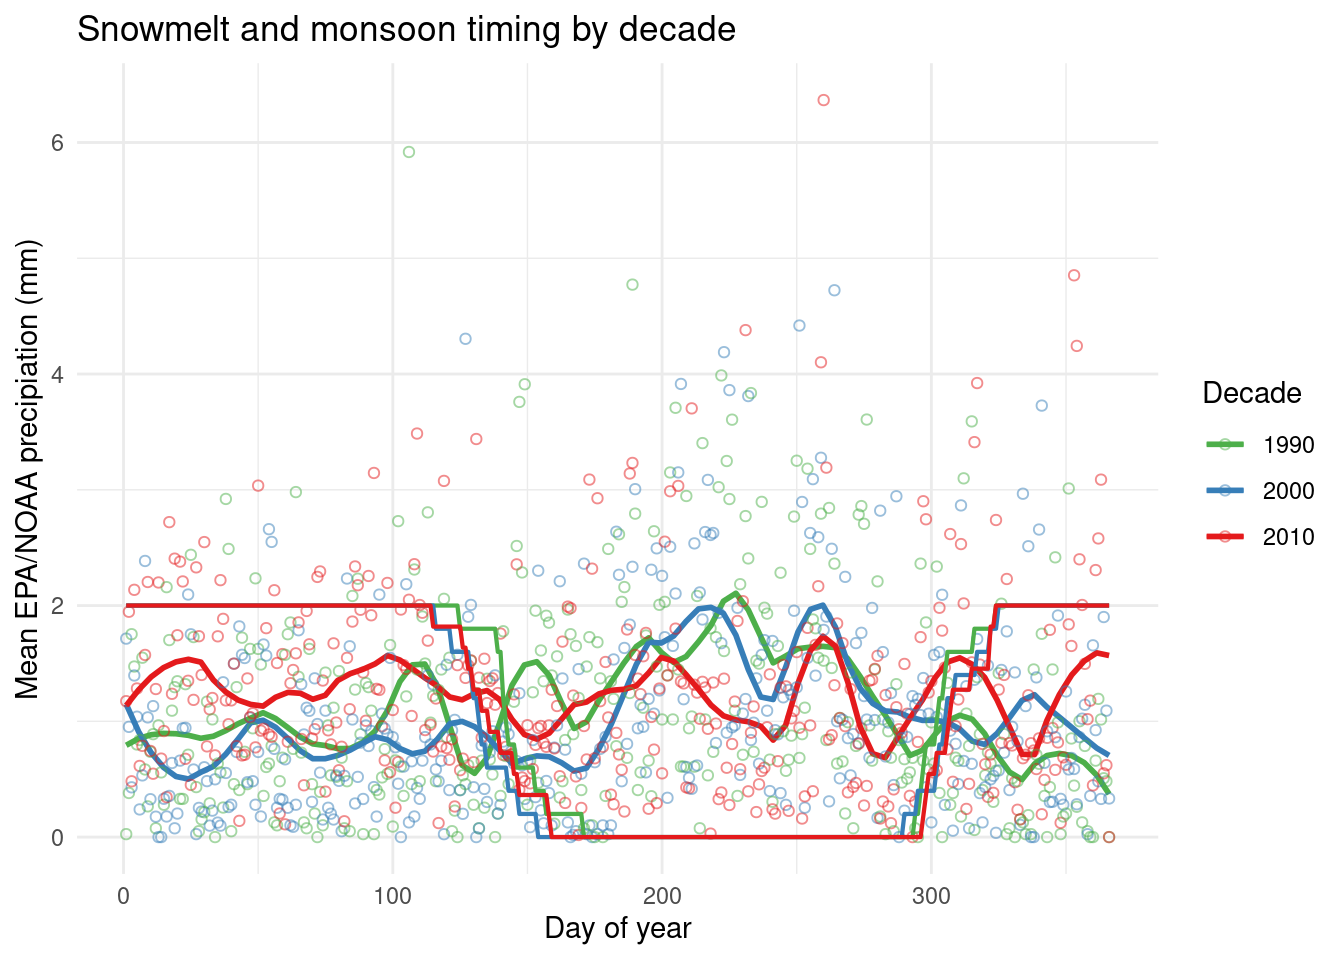 Snowmelt and monsoon timing by decade
Mean EPA/NOAA precipiation (mm)
6
4
2
0
0 100 200 300
Day of year
Decade
1990
2000
2010